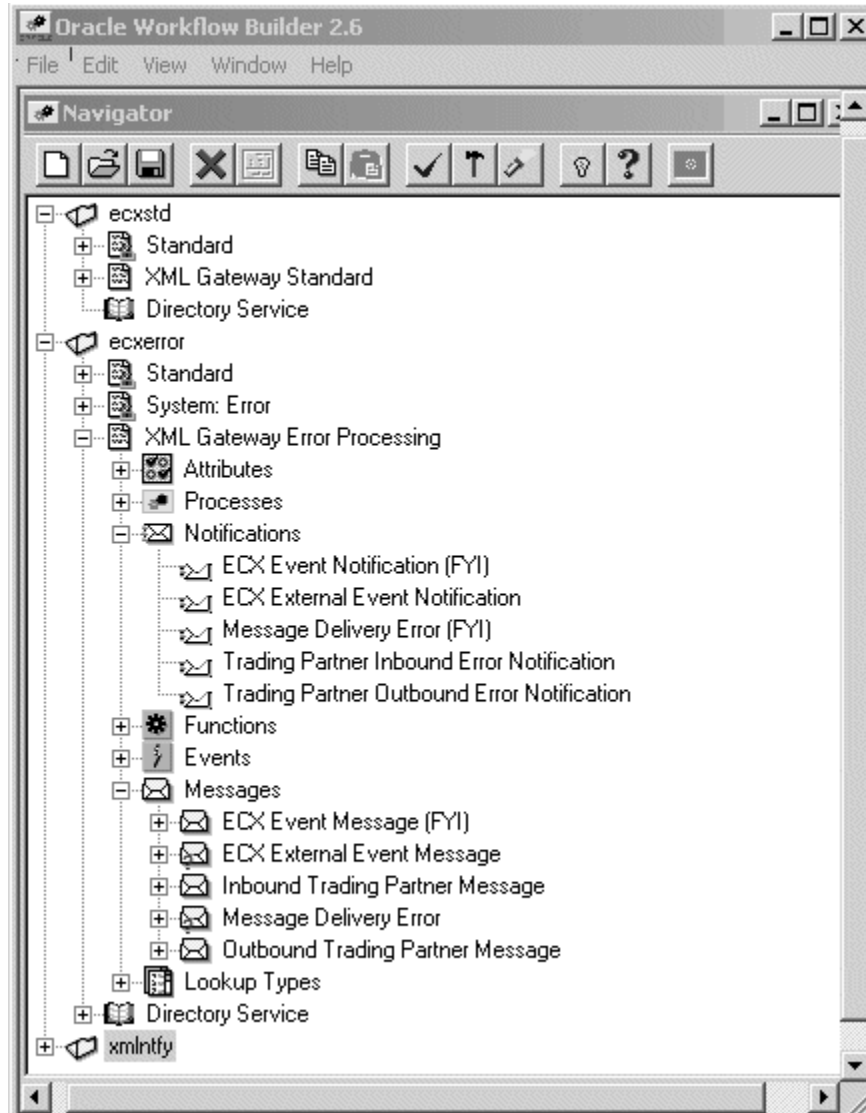 Oracle Workflow Builder 2.6
File Edit View Window Help
Navigator
ecxstd
Standard
XML Gateway Standard
Directory Service
ecxerror
Standard
System: Error
XML Gateway Error Processing
Attributes
Processes
Notifications
ECX Event Notification (FYI)
ECX External Event Notification
Message Delivery Error (FYI)
Trading Partner Inbound Error Notification
Trading Partner Outbound Error Notification
Functions
Events
Messages
ECX Event Message (FYI)
ECX External Event Message
Inbound Trading Partner Message
Message Delivery Error
Outbound Trading Partner Message
Lookup Types
Directory Service
xmlntfy